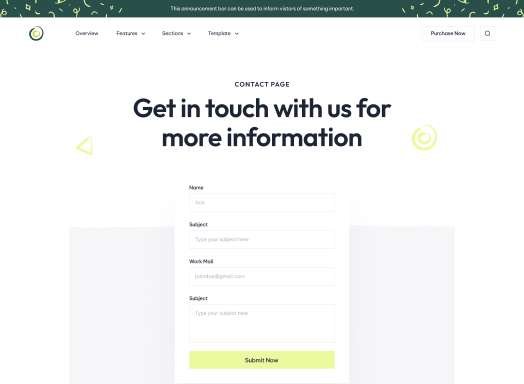 This announcement bar can be used to inform vistors of something important.
Overview Features Sections Template Purchase Now
CONTACT PAGE
Get in touch with us for
more information
Name
Subject
Type your subject here
Work Mail
johndoe@gmail.com
Subject
Type your subject here
Submit Now